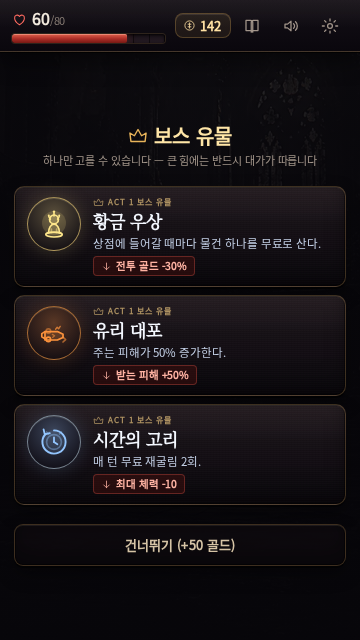 60/80
142
보스 유물
하나만 고를 수 있습니다 — 큰 힘에는 반드시 대가가 따릅니다
ACT 1 보스 유물
황금 우상
상점에 들어갈 때마다 물건 하나를 무료로 산다.
↓ 전투 골드 -30%
ACT 1 보스 유물
유리 대포
주는 피해가 50% 증가한다.
↓ 받는 피해 +50%
ACT 1 보스 유물
시간의 고리
매 턴 무료 재굴림 2회.
↓ 최대 체력 -10
건너뛰기 (+50 골드)